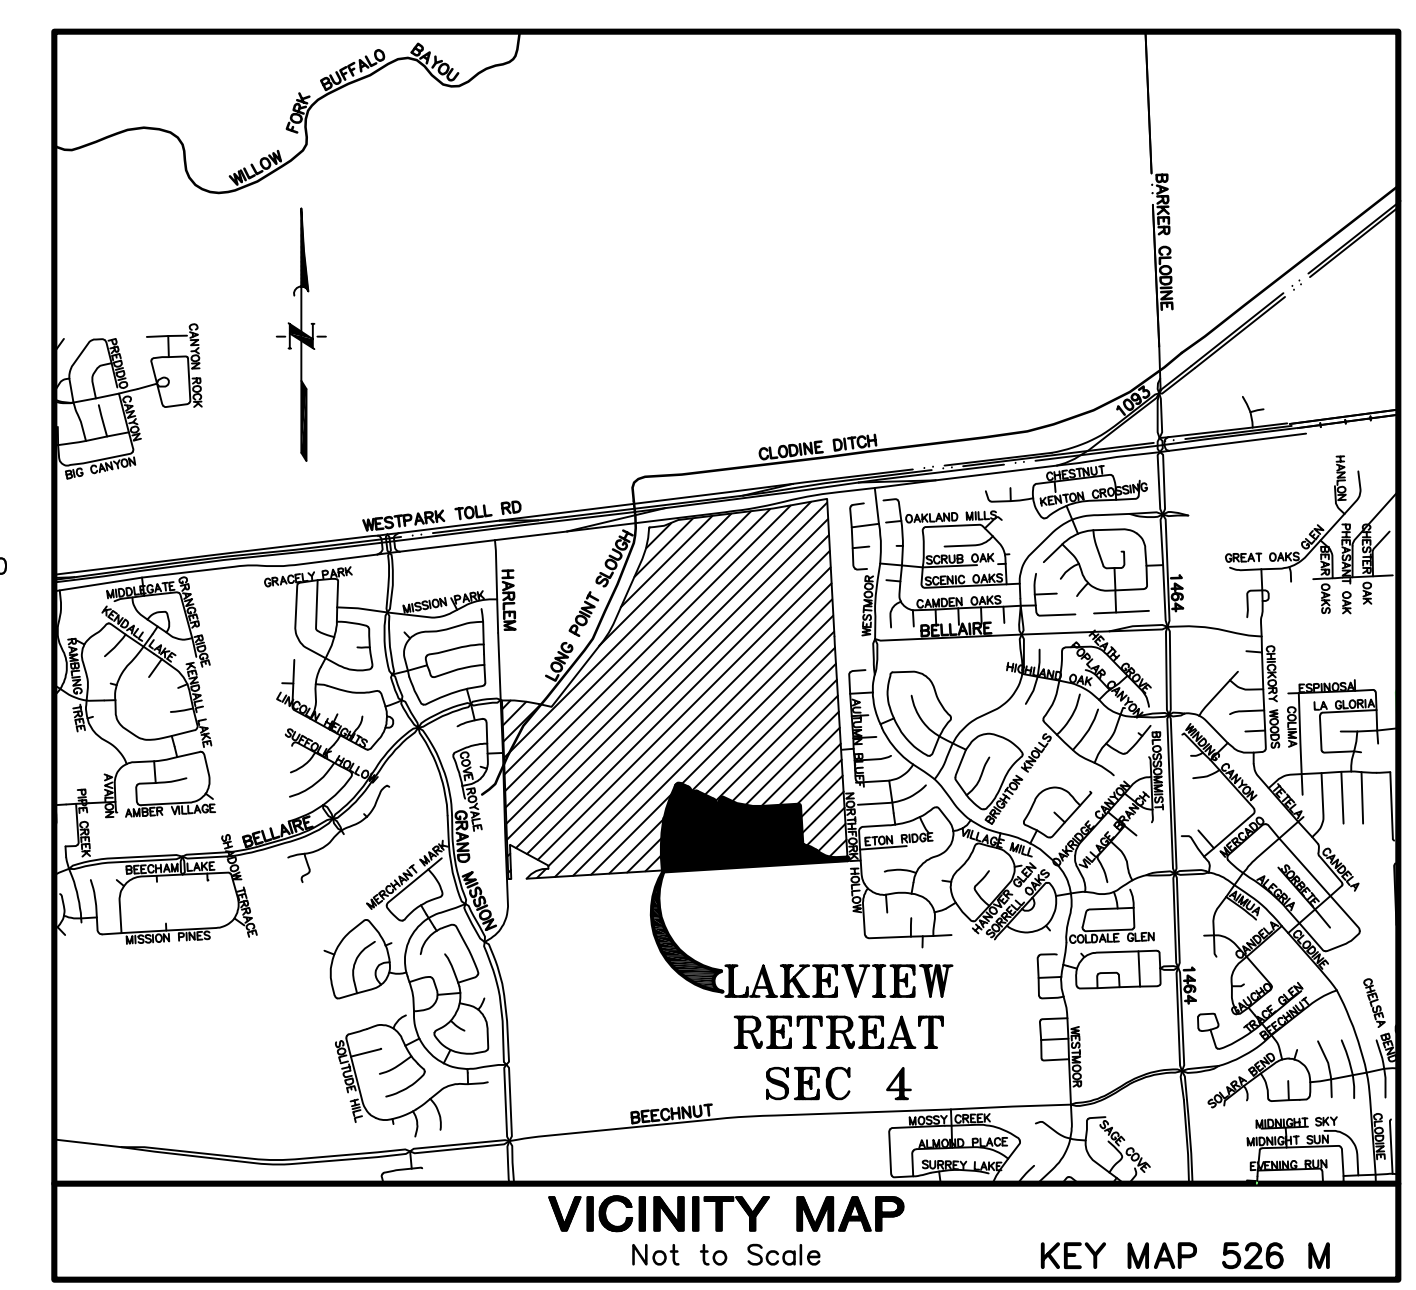 WILLOW FORK BUFFALO BAYOU
BARKER CLODINE
N
CANYON ROCK
PREDIDIO CANYON
BIG CANYON
1093
CLODINE DITCH
WESTPARK TOLL RD
CHESTNUT
KENTON CROSSING
OAKLAND MILLS
SCRUB OAK
SCENIC OAKS
CAMDEN OAKS
BELLAIRE
WESTMOOR
1464
HANLON
GLEN
GREAT OAKS
BEAR OAKS
PHEASANT OAK
CHESTER OAK
MIDDLEGATE
GRANGER RIDGE
KENDALL LAKE
KENDALL LAKE
RAMBLING TREE
GRACELY PARK
MISSION PARK
HARLEM
LONG POINT SLOUGH
LINCOLN HEIGHTS
SUFFOLK HOLLOW
AVALON
AMBER VILLAGE
PIPE CREEK
BELLAIRE
BEECHAM LAKE
SHADOW TERRACE
MISSION PINES
COVE ROYALE
GRAND MISSION
MERCHANT MARK
SOLITUDE HILL
HEATH GROVE
POPLAR CANYON
HIGHLAND OAK
CHICKORY WOODS
ESPINOSA
LA GLORIA
COLIMA
AUTUMN BLUFF
NORTHFORK HOLLOW
BRIGHTON KNOLLS
BLOSSOMMIST
WINDING CANYON
TETELA
OAKRIDGE CANYON
VILLAGE BRANCH
ETON RIDGE
VILLAGE MILL
HANOVER GLEN
SORRELL OAKS
COLDALE GLEN
MERCADO
CANDELA
SORBETE
ALEGRIA
AIMUA
CANDELA
CLODINE
1464
GAUCHO
TRACE GLEN
BEECHNUT
CHELSEA BEND
SOLARA BEND
WESTMOOR
LAKEVIEW
RETREAT
SEC 4
BEECHNUT
MOSSY CREEK
ALMOND PLACE
SURREY LAKE
SAGE COVE
MIDNIGHT SKY
MIDNIGHT SUN
EVENING RUN
CLODINE
VICINITY MAP
Not to Scale
KEY MAP 526 M